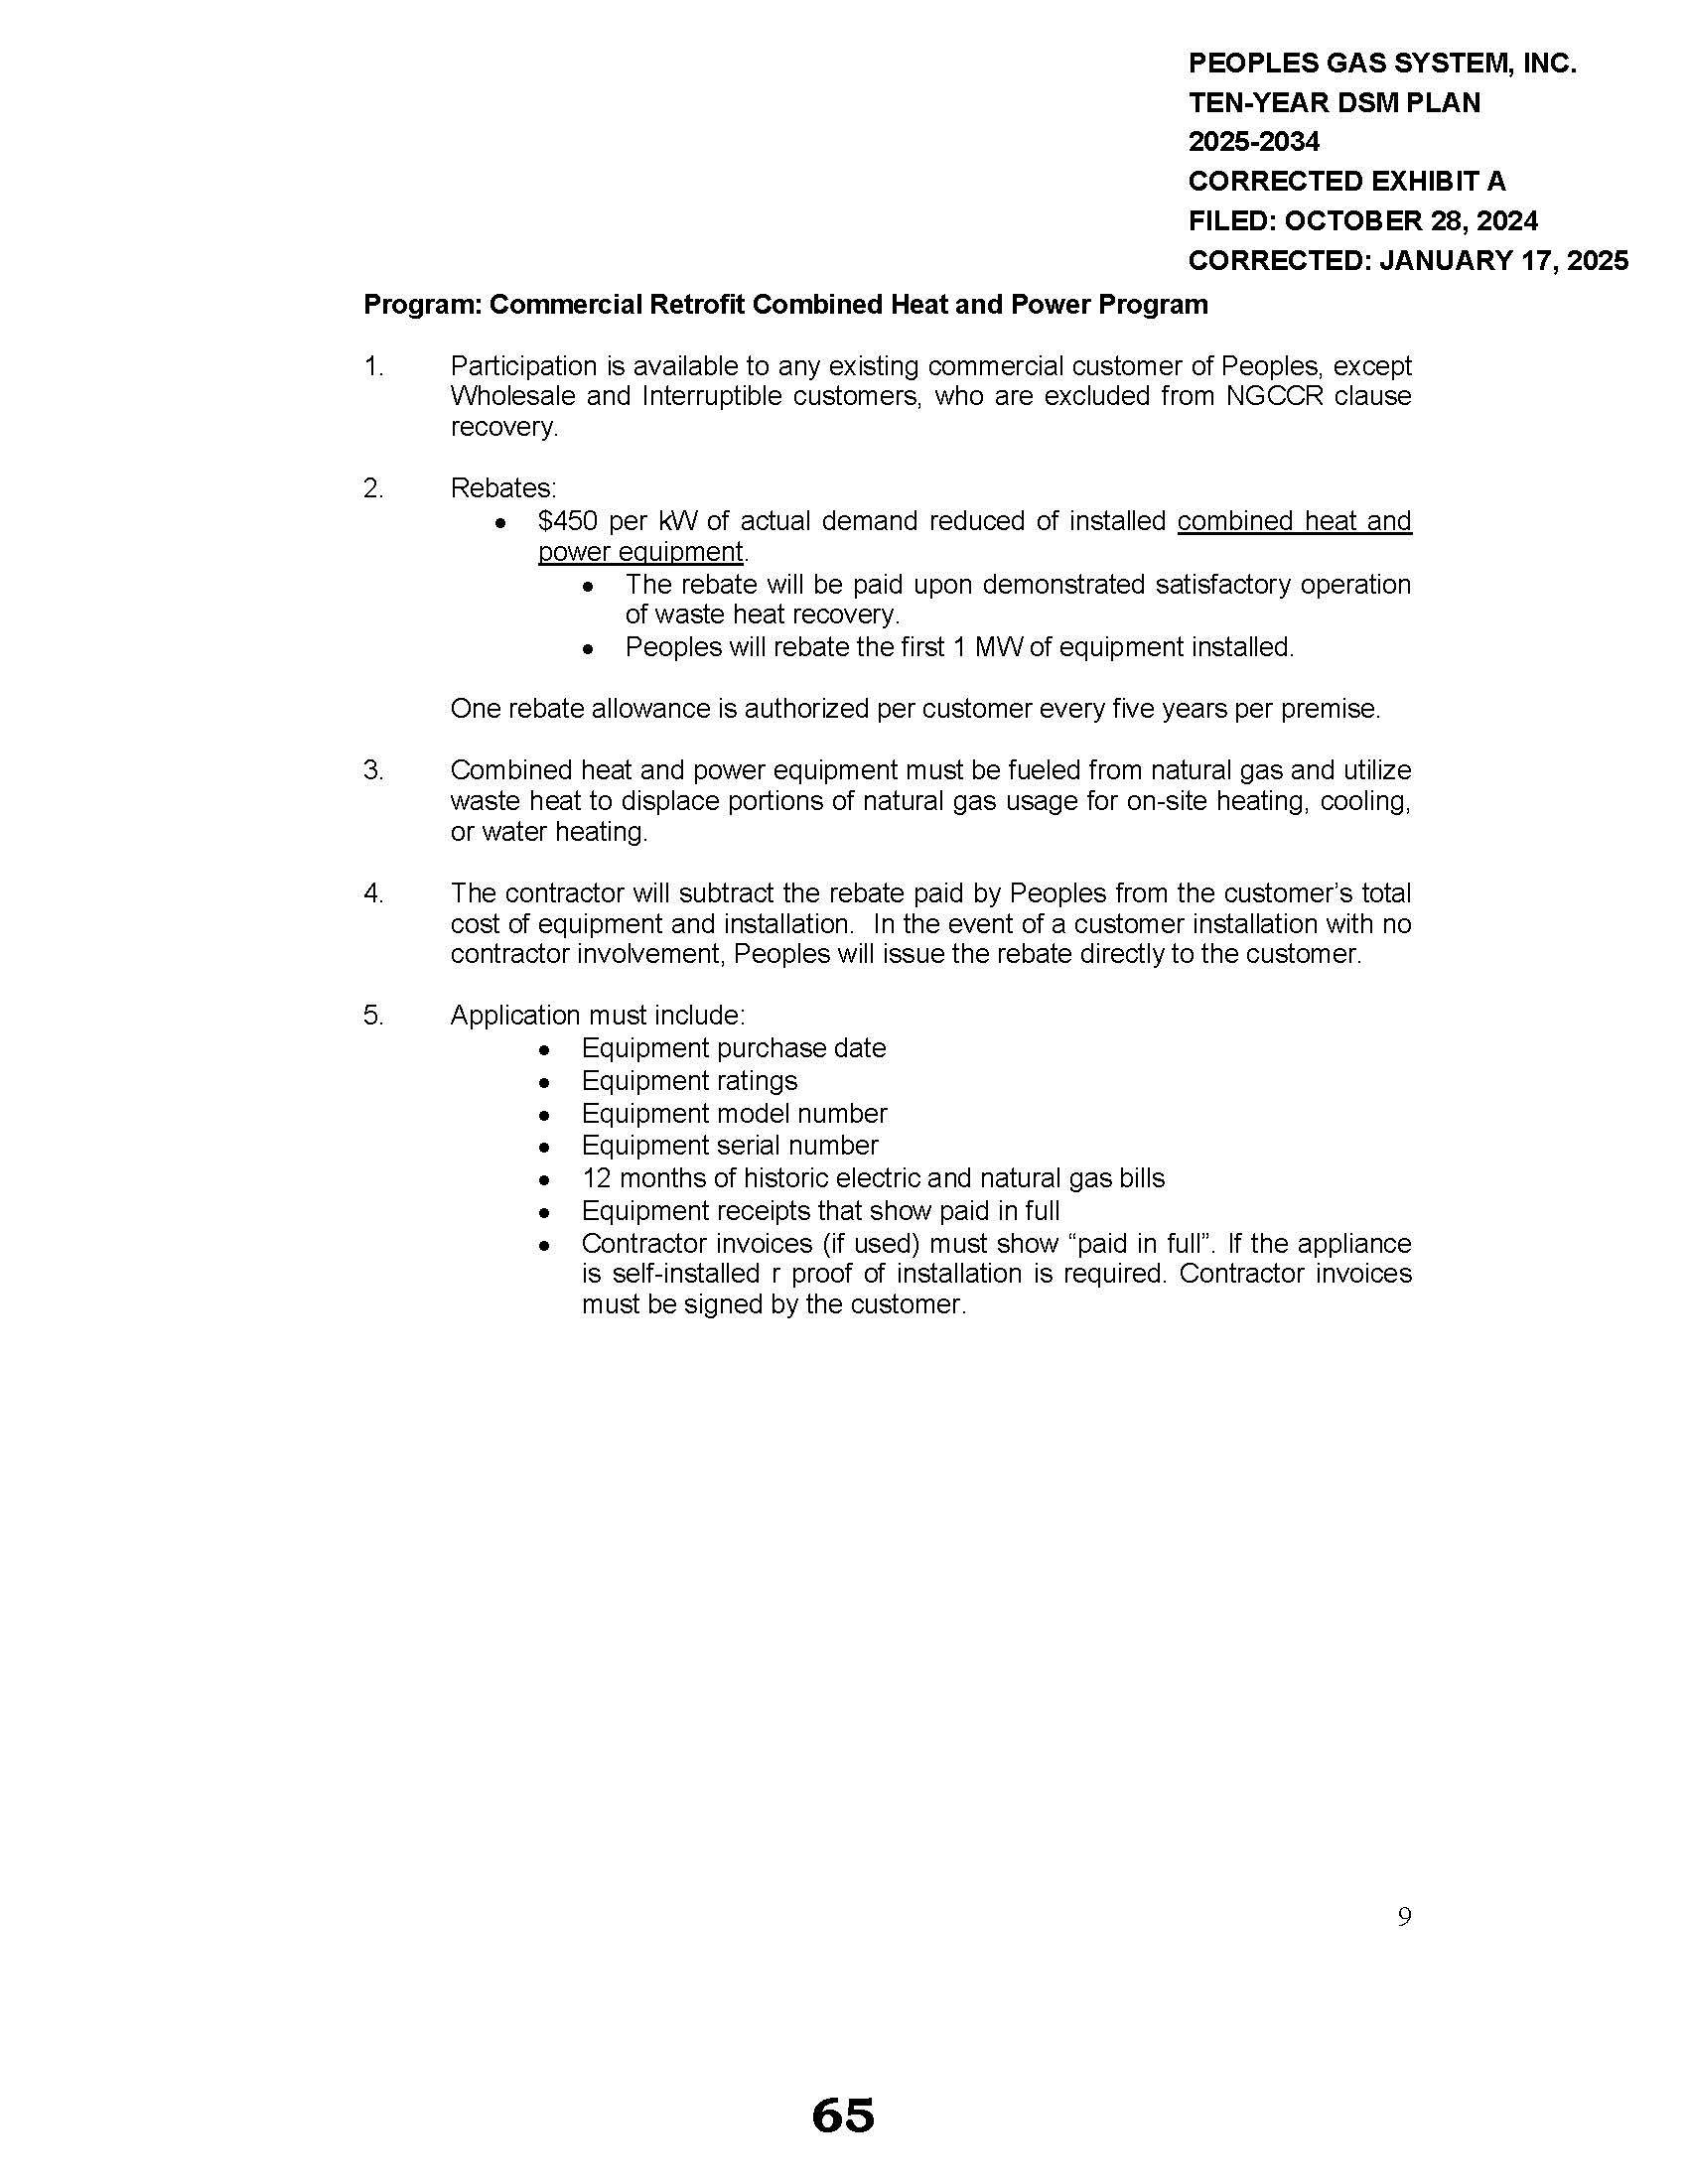 PEOPLES GAS SYSTEM, INC.
TEN-YEAR DSM PLAN
2025-2034
CORRECTED EXHIBIT A
FILED: OCTOBER 28, 2024
CORRECTED: JANUARY 17, 2025
Program: Commercial Retrofit Combined Heat and Power Program
1. Participation is available to any existing commercial customer of Peoples, except
Wholesale and Interruptible customers, who are excluded from NGCCR clause
recovery.
2. Rebates:
• $450 per kW of actual demand reduced of installed combined heat and
power equipment.
• The rebate will be paid upon demonstrated satisfactory operation
of waste heat recovery.
• Peoples will rebate the first 1 MW of equipment installed.
One rebate allowance is authorized per customer every five years per premise.
3. Combined heat and power equipment must be fueled from natural gas and utilize
waste heat to displace portions of natural gas usage for on-site heating, cooling,
or water heating.
4. The contractor will subtract the rebate paid by Peoples from the customer’s total
cost of equipment and installation.  In the event of a customer installation with no
contractor involvement, Peoples will issue the rebate directly to the customer.
5. Application must include:
• Equipment purchase date
• Equipment ratings
• Equipment model number
• Equipment serial number
• 12 months of historic electric and natural gas bills
• Equipment receipts that show paid in full
• Contractor invoices (if used) must show “paid in full”. If the appliance
is self-installed r proof of installation is required. Contractor invoices
must be signed by the customer.
9
65